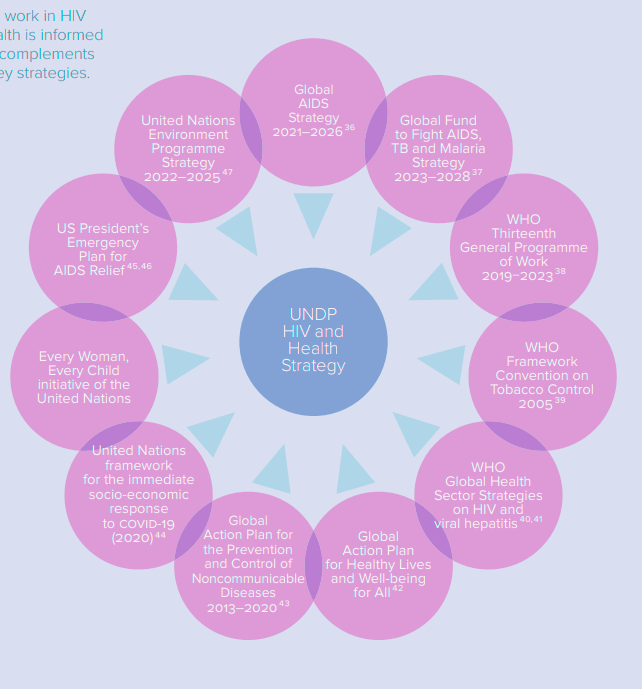 work in HIV
alth is informed
complements
ey strategies.
Global
AIDS
Strategy
2021–2026 36
Global Fund
to Fight AIDS,
TB and Malaria
Strategy
2023–2028 37
WHO
Thirteenth
General Programme
of Work
2019–2023 38
WHO
Framework
Convention on
Tobacco Control
2005 39
WHO
Global Health
Sector Strategies
on HIV and
viral hepatitis 40,41
Global
Action Plan
for Healthy Lives
and Well-being
for All 42
Global
Action Plan for
the Prevention
and Control of
Noncommunicable
Diseases
2013–2020 43
United Nations
framework
for the immediate
socio-economic
response
to COVID-19
(2020) 44
Every Woman,
Every Child
initiative of the
United Nations
US President’s
Emergency
Plan for
AIDS Relief 45,46
United Nations
Environment
Programme
Strategy
2022–2025 47
UNDP
HIV and
Health
Strategy